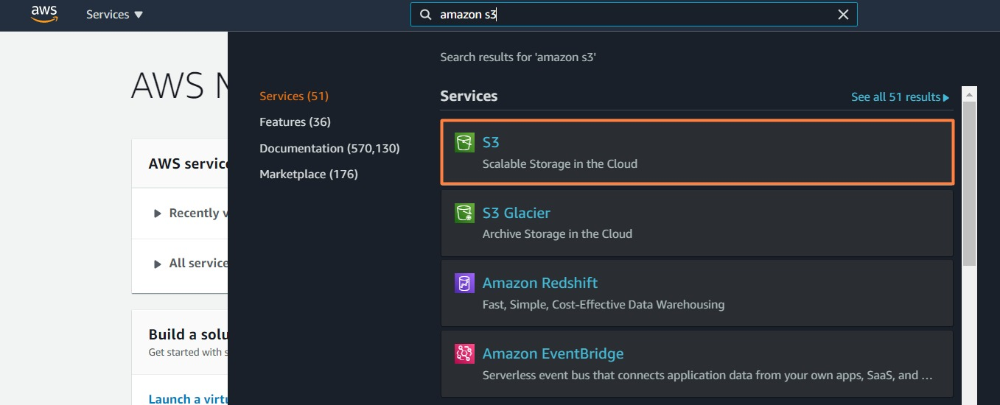 aws
Services ▼
amazon s3
AWS
Search results for 'amazon s3'
Services (51)
Features (36)
Documentation (570,130)
Marketplace (176)
Services
See all 51 results ▶
S3
Scalable Storage in the Cloud
S3 Glacier
Archive Storage in the Cloud
Amazon Redshift
Fast, Simple, Cost-Effective Data Warehousing
Amazon EventBridge
Serverless event bus that connects application data from your own apps, SaaS, and ...
AWS servic
Recently v
All service
Build a solu
Get started with s
Launch a virtu